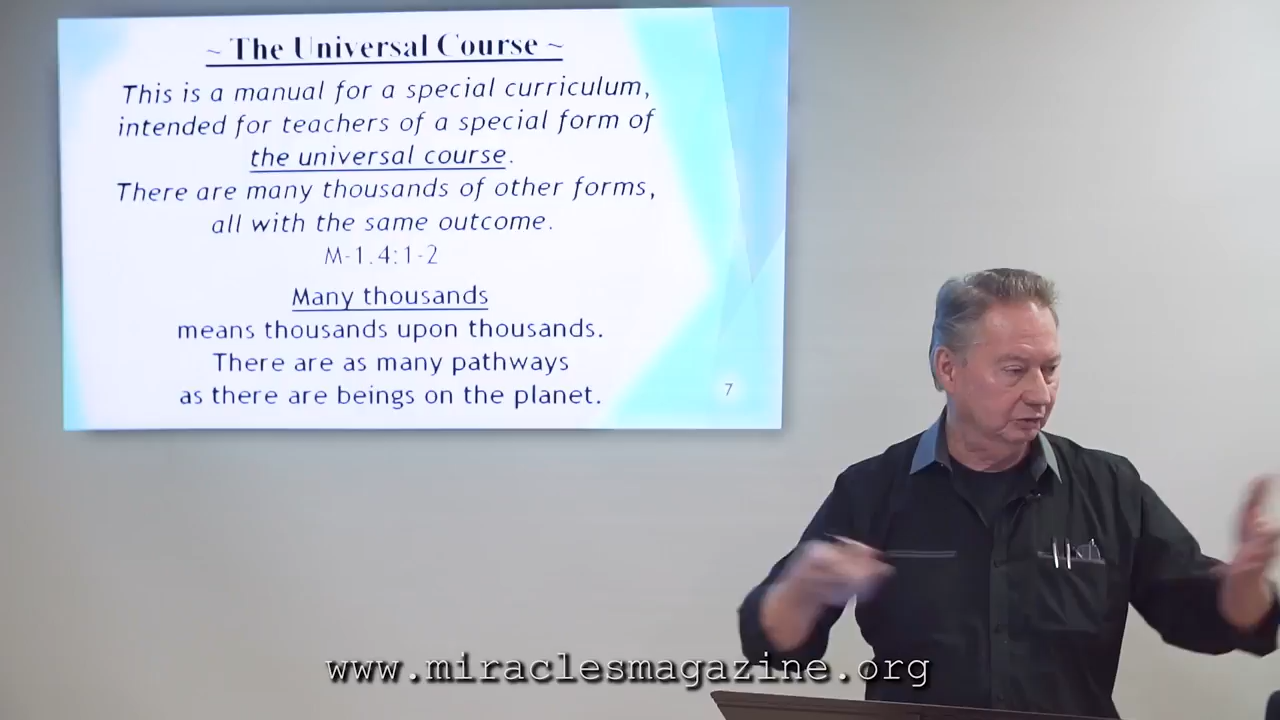 ~ The Universal Course ~
This is a manual for a special curriculum,
intended for teachers of a special form of
the universal course.
There are many thousands of other forms,
all with the same outcome.
M-1.4:1-2
Many thousands
means thousands upon thousands.
There are as many pathways
as there are beings on the planet.
7
www.miraclesmagazine.org